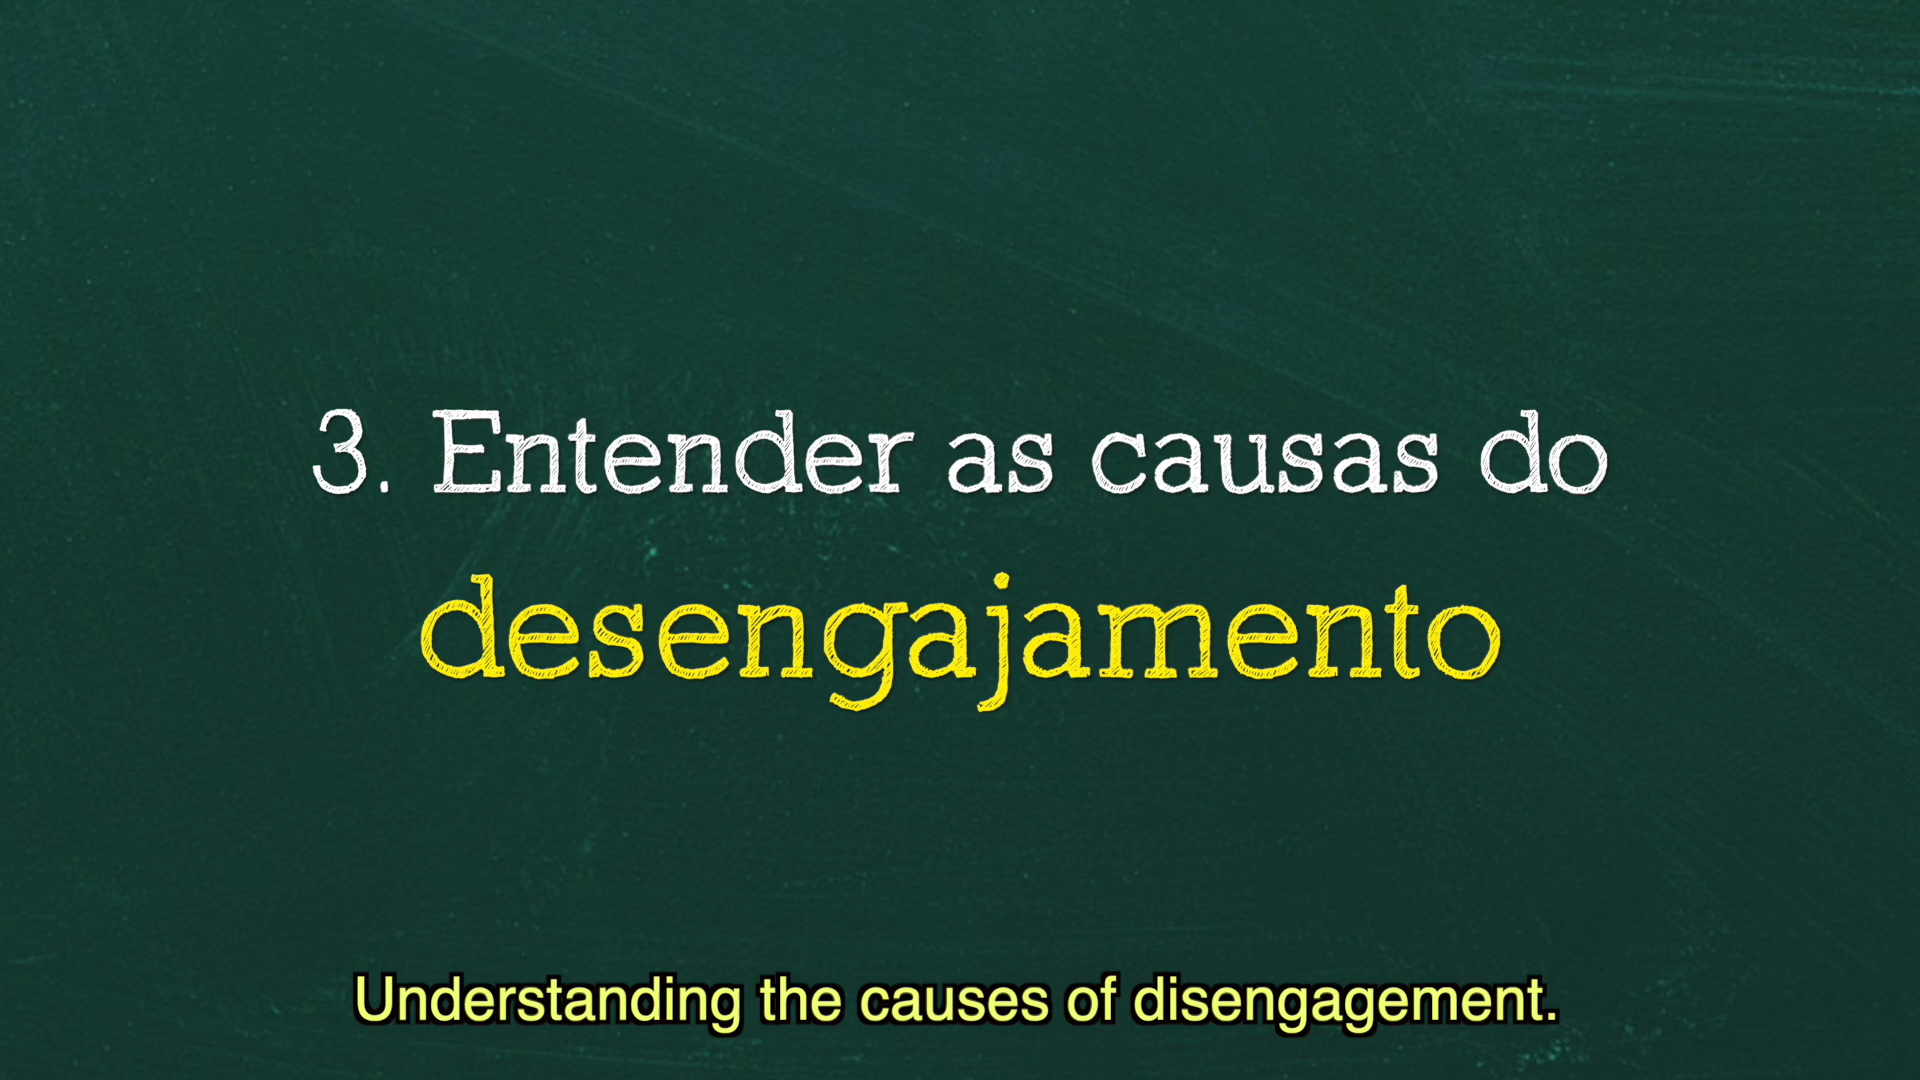 3. Entender as causas do
desengajamento
Understanding the causes of disengagement.